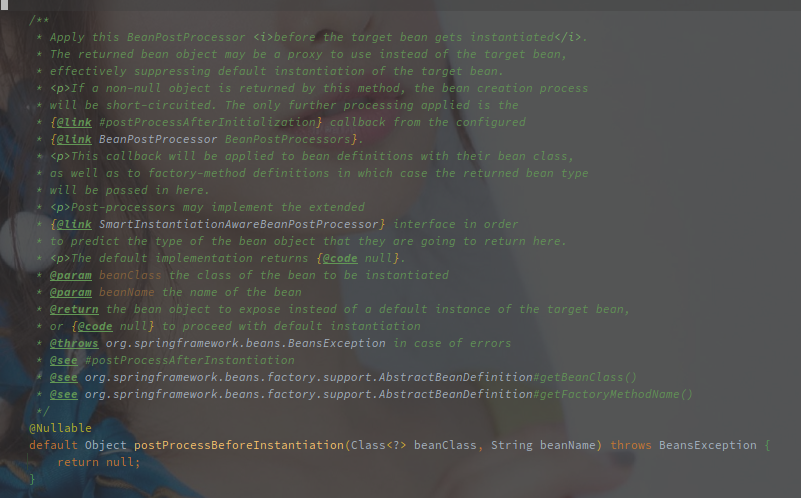 /**
 * Apply this BeanPostProcessor <i>before the target bean gets instantiated</i>.
 * The returned bean object may be a proxy to use instead of the target bean,
 * effectively suppressing default instantiation of the target bean.
 * <p>If a non-null object is returned by this method, the bean creation process
 * will be short-circuited. The only further processing applied is the
 * {@link #postProcessAfterInitialization} callback from the configured
 * {@link BeanPostProcessor BeanPostProcessors}.
 * <p>This callback will be applied to bean definitions with their bean class,
 * as well as to factory-method definitions in which case the returned bean type
 * will be passed in here.
 * <p>Post-processors may implement the extended
 * {@link SmartInstantiationAwareBeanPostProcessor} interface in order
 * to predict the type of the bean object that they are going to return here.
 * <p>The default implementation returns {@code null}.
 * @param beanClass the class of the bean to be instantiated
 * @param beanName the name of the bean
 * @return the bean object to expose instead of a default instance of the target bean,
 * or {@code null} to proceed with default instantiation
 * @throws org.springframework.beans.BeansException in case of errors
 * @see #postProcessAfterInstantiation
 * @see org.springframework.beans.factory.support.AbstractBeanDefinition#getBeanClass()
 * @see org.springframework.beans.factory.support.AbstractBeanDefinition#getFactoryMethodName()
 */
@Nullable
default Object postProcessBeforeInstantiation(Class<?> beanClass, String beanName) throws BeansException {
    return null;
}